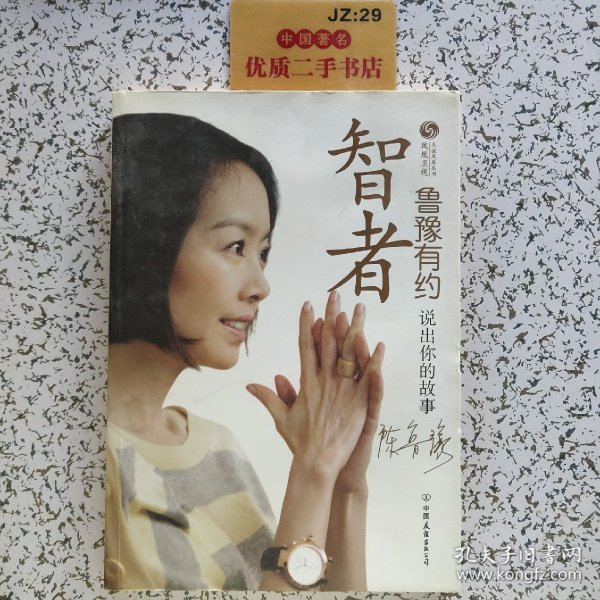 JZ:29
中国著名
优质二手书店
凤凰卫视
智者
鲁豫有约
说出你的故事
陈鲁豫
中国友谊出版公司
孔夫子旧书网
www.kongfz.com